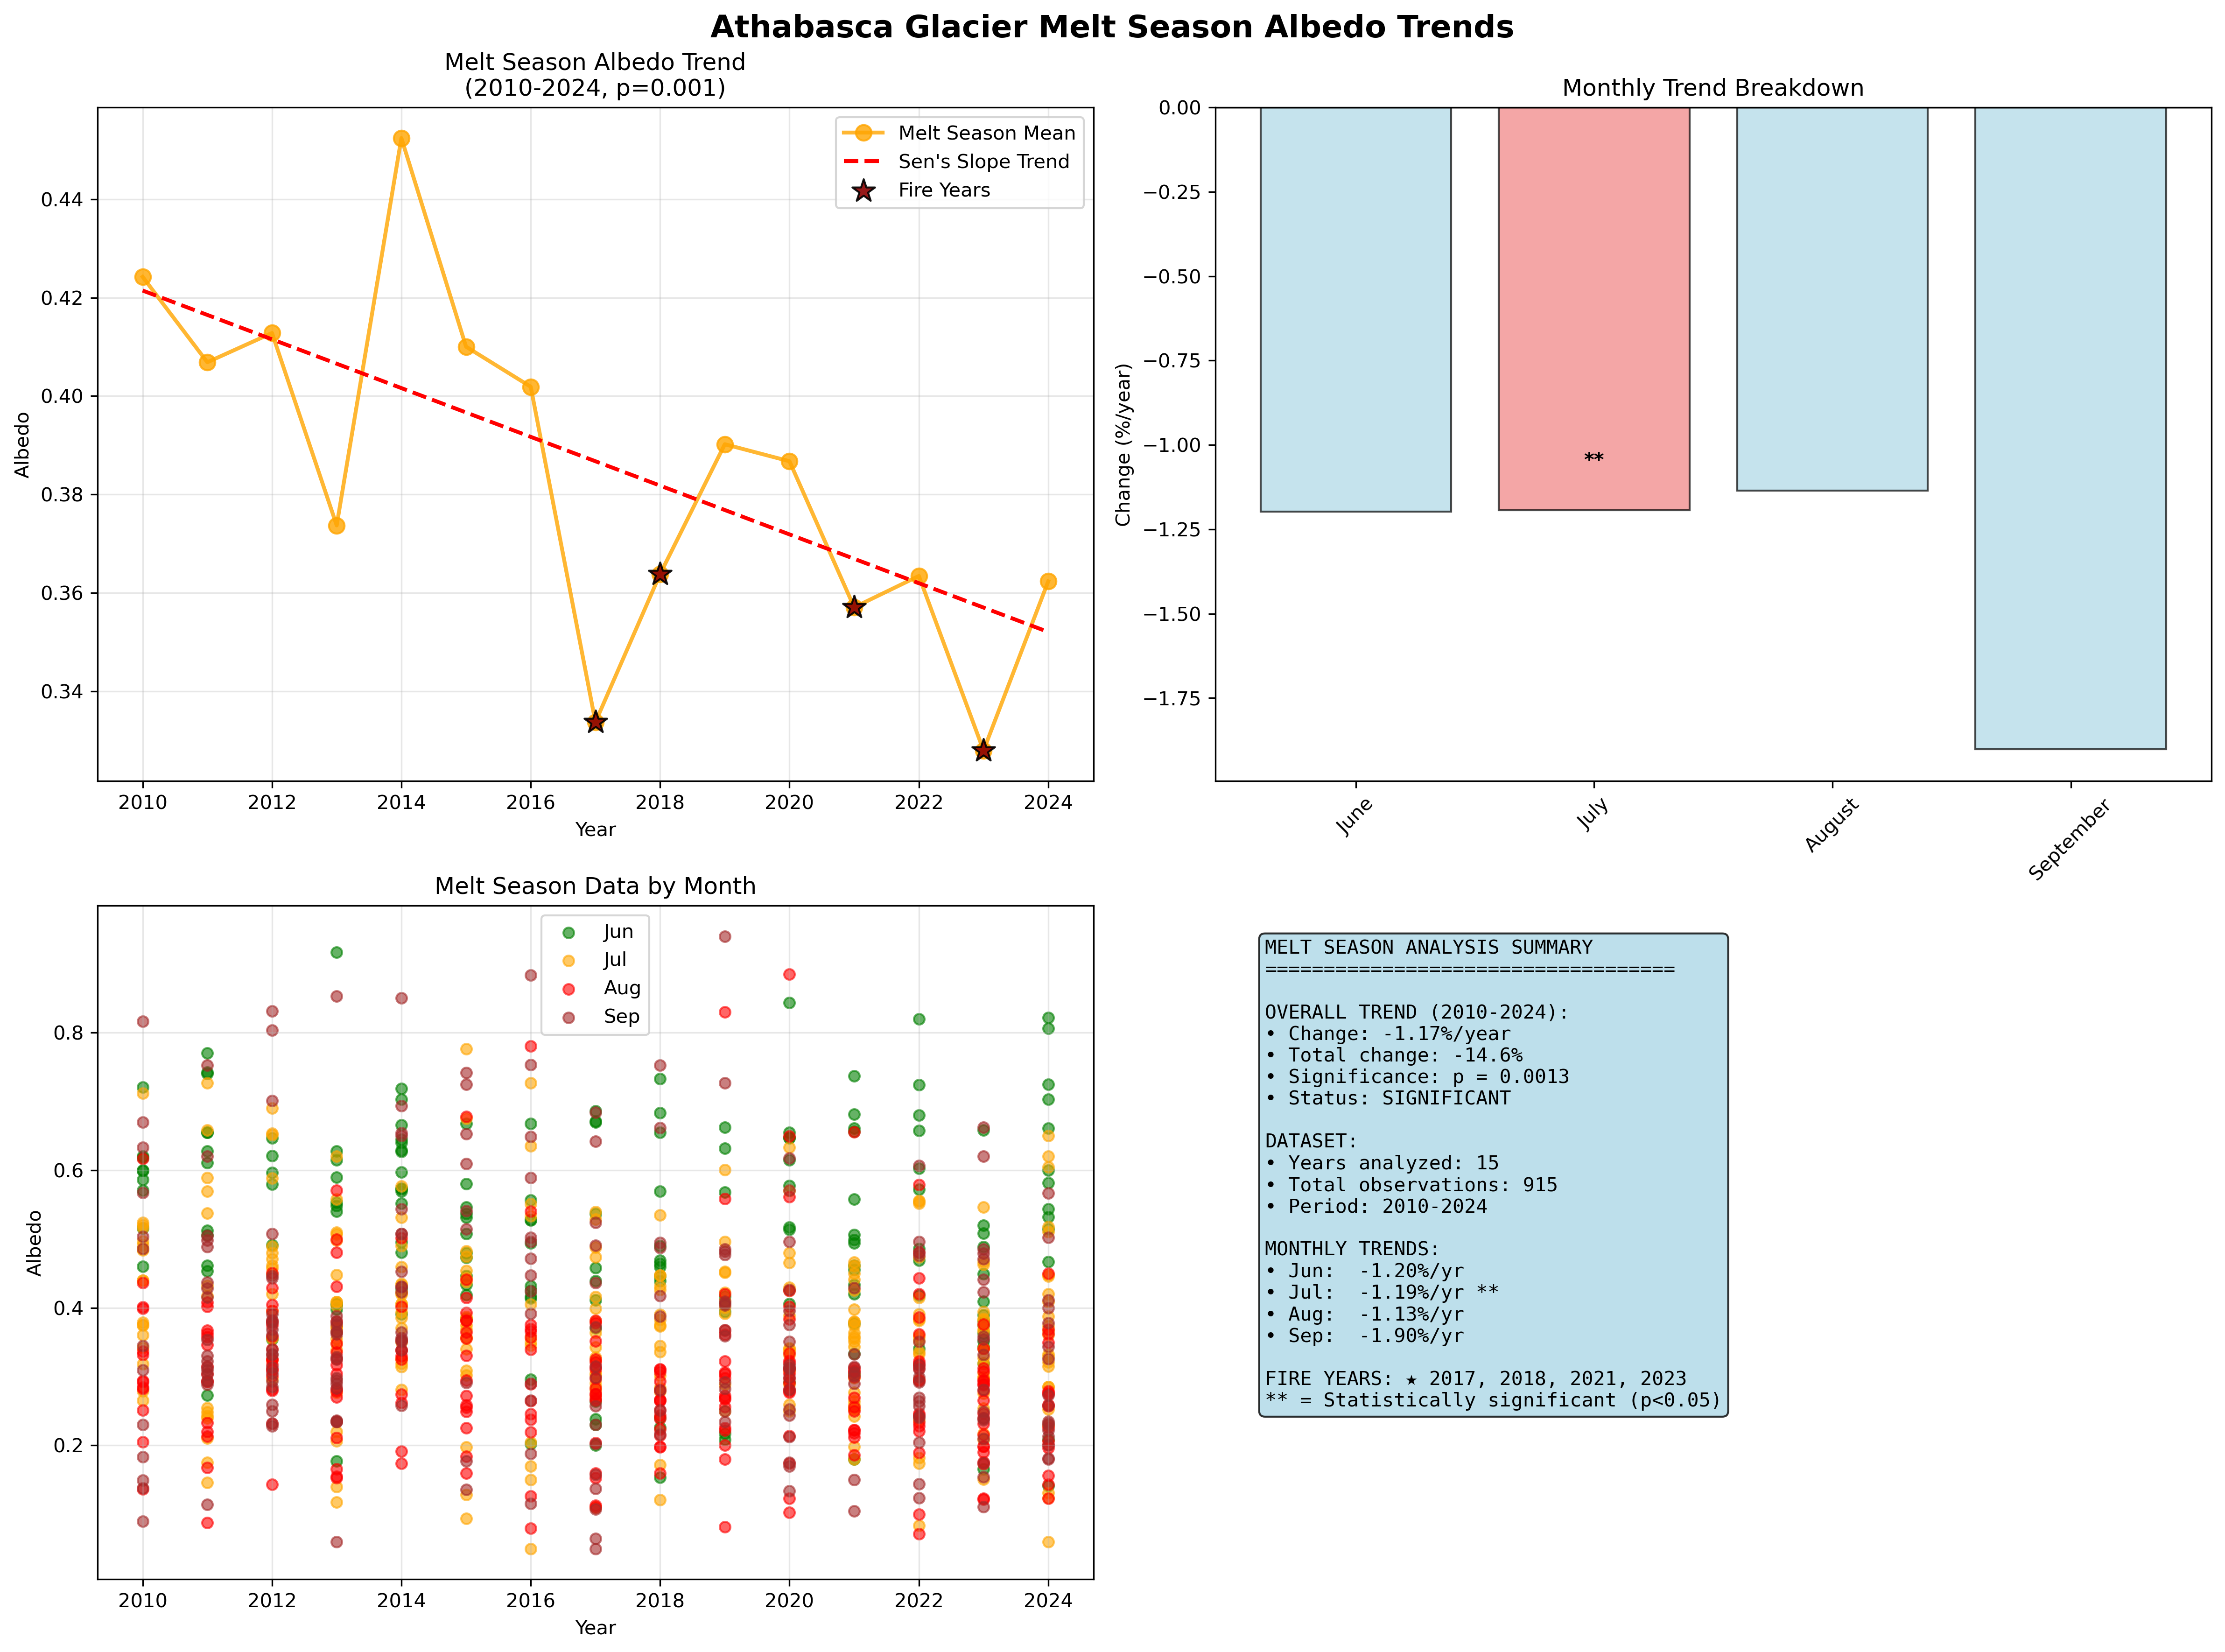 Athabasca Glacier Melt Season Albedo Trends
Melt Season Albedo Trend
(2010-2024, p=0.001)
Melt Season Mean
Sen's Slope Trend
Fire Years
0.44
0.42
0.40
0.38
0.36
0.34
Albedo
2010
2012
2014
2016
2018
2020
2022
2024
Year
Monthly Trend Breakdown
0.00
−0.25
−0.50
−0.75
−1.00
−1.25
−1.50
−1.75
Change (%/year)
**
June
July
August
September
Melt Season Data by Month
Jun
Jul
Aug
Sep
0.8
0.6
0.4
0.2
Albedo
2010
2012
2014
2016
2018
2020
2022
2024
Year
MELT SEASON ANALYSIS SUMMARY
===================================
OVERALL TREND (2010-2024):
• Change: -1.17%/year
• Total change: -14.6%
• Significance: p = 0.0013
• Status: SIGNIFICANT
DATASET:
• Years analyzed: 15
• Total observations: 915
• Period: 2010-2024
MONTHLY TRENDS:
• Jun:  -1.20%/yr
• Jul:  -1.19%/yr **
• Aug:  -1.13%/yr
• Sep:  -1.90%/yr
FIRE YEARS: ★ 2017, 2018, 2021, 2023
** = Statistically significant (p<0.05)